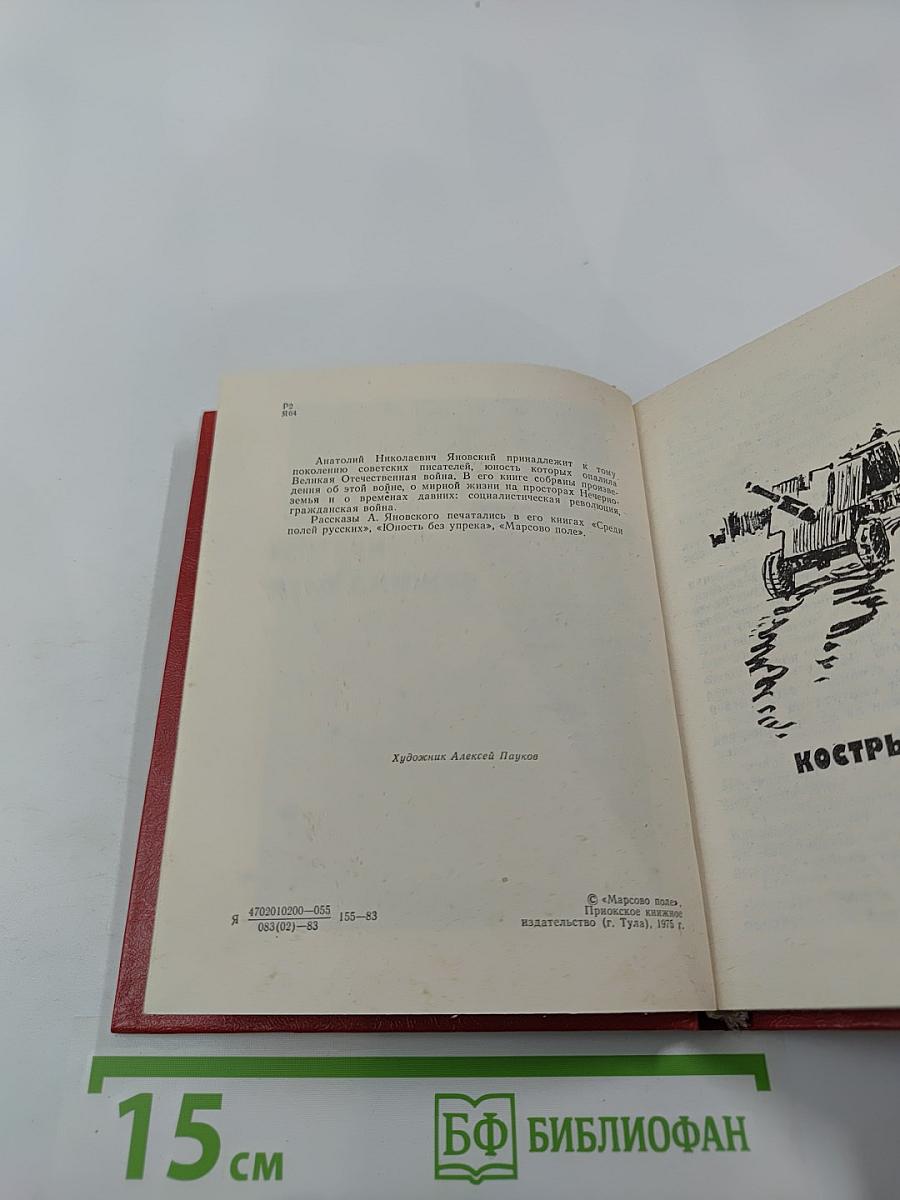 Р2
Я64
Анатолий Николаевич Яновский принадлежит к тому
поколению советских писателей, юность которых опалила
Великая Отечественная война. В его книге собраны произве-
дения об этой войне, о мирной жизни на просторах Нечерно-
земья и о временах давних: социалистическая революция,
гражданская война.
Рассказы А. Яновского печатались в его книгах «Среди
полей русских», «Юность без упрека», «Марсово поле».
Художник Алексей Пауков
Я 4702010200—055 155—83
083(02)—83
© «Марсово поле»,
Приокское книжное
издательство (г. Тула), 1975 г.
КОСТРЫ
15 см
БФ БИБЛИОФАН